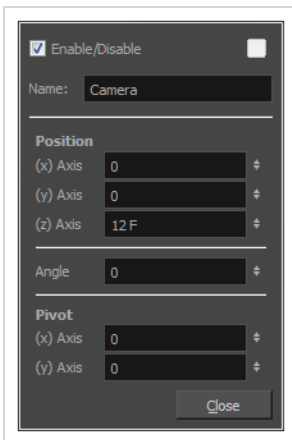 Enable/Disable
Name: Camera
Position
(x) Axis 0
(y) Axis 0
(z) Axis 12 F
Angle 0
Pivot
(x) Axis 0
(y) Axis 0
Close